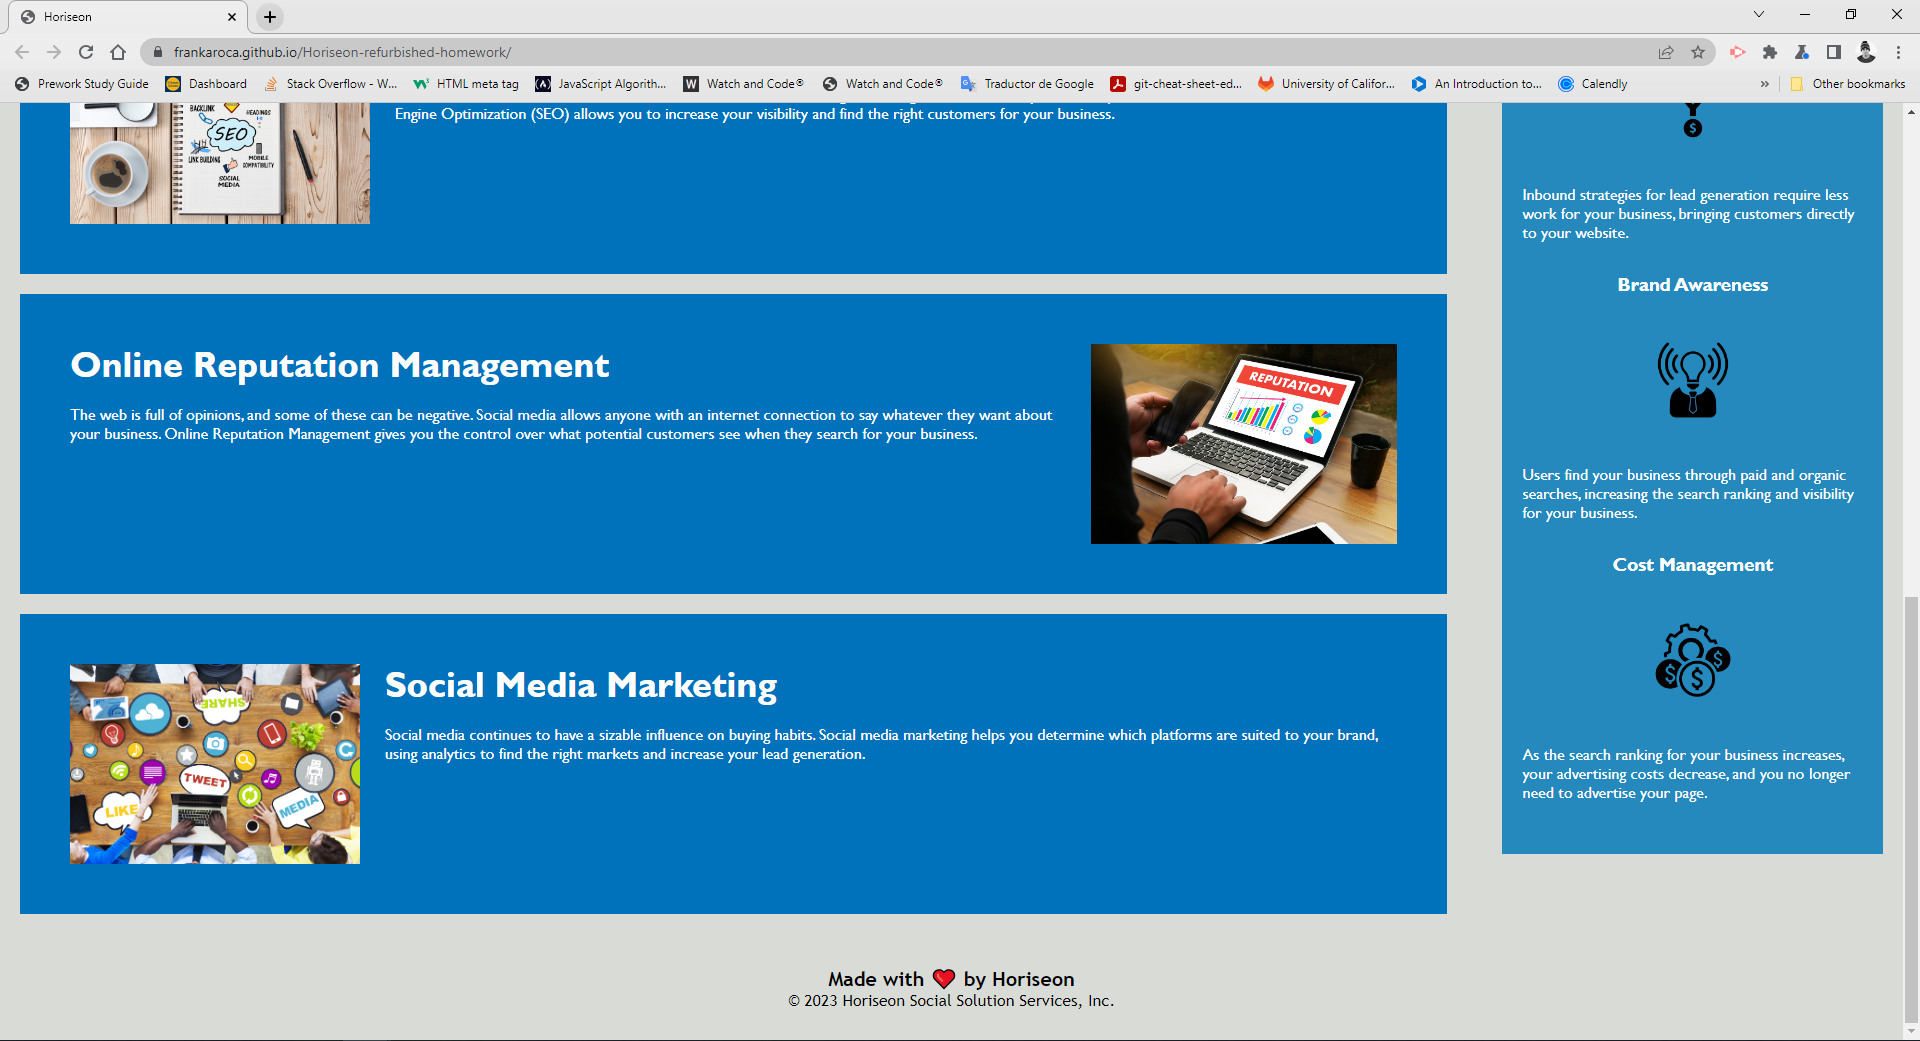 Horiseon
frankaroca.github.io/Horiseon-refurbished-homework/
Prework Study Guide
Dashboard
Stack Overflow - W...
HTML meta tag
JavaScript Algorith...
Watch and Code®
Watch and Code®
Traductor de Google
git-cheat-sheet-ed...
University of Califor...
An Introduction to...
Calendly
»
Other bookmarks
BACKLINK
HEADINGS
SEO
LINK BUILDING
MOBILE
COMPATIBILITY
SOCIAL
MEDIA
Engine Optimization (SEO) allows you to increase your visibility and find the right customers for your business.
Online Reputation Management
The web is full of opinions, and some of these can be negative. Social media allows anyone with an internet connection to say whatever they want about
your business. Online Reputation Management gives you the control over what potential customers see when they search for your business.
REPUTATION
SHARE
TWEET
LIKE
MEDIA
Social Media Marketing
Social media continues to have a sizable influence on buying habits. Social media marketing helps you determine which platforms are suited to your brand,
using analytics to find the right markets and increase your lead generation.
Inbound strategies for lead generation require less
work for your business, bringing customers directly
to your website.
Brand Awareness
Users find your business through paid and organic
searches, increasing the search ranking and visibility
for your business.
Cost Management
As the search ranking for your business increases,
your advertising costs decrease, and you no longer
need to advertise your page.
Made with ❤️ by Horiseon
© 2023 Horiseon Social Solution Services, Inc.